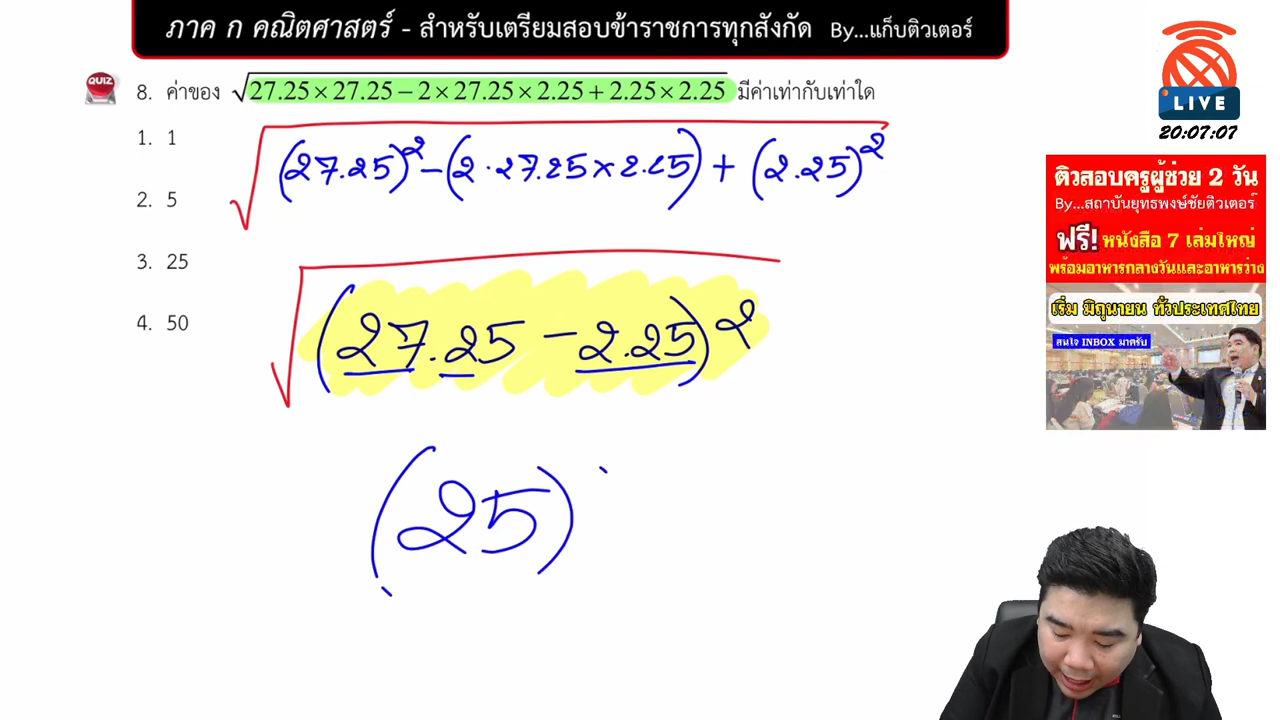 ภาค ก คณิตศาสตร์ - สำหรับเตรียมสอบข้าราชการทุกสังกัด By...แก็บติวเตอร์
QUIZ
8. ค่าของ √27.25×27.25−2×27.25×2.25+2.25×2.25 มีค่าเท่ากับเท่าใด
1. 1
√(27.25)²−(2·27.25×2.25)+(2.25)²
2. 5
3. 25
√(27.25−2.25)²
4. 50
(25)
LIVE
20:07:07
ติวสอบครูผู้ช่วย 2 วัน
By...สถาบันยุทธพงษ์ชัยติวเตอร์
ฟรี! หนังสือ 7 เล่มใหญ่
พร้อมอาหารกลางวันและอาหารว่าง
เริ่ม มิถุนายน ทั่วประเทศไทย
สนใจ INBOX มาครับ